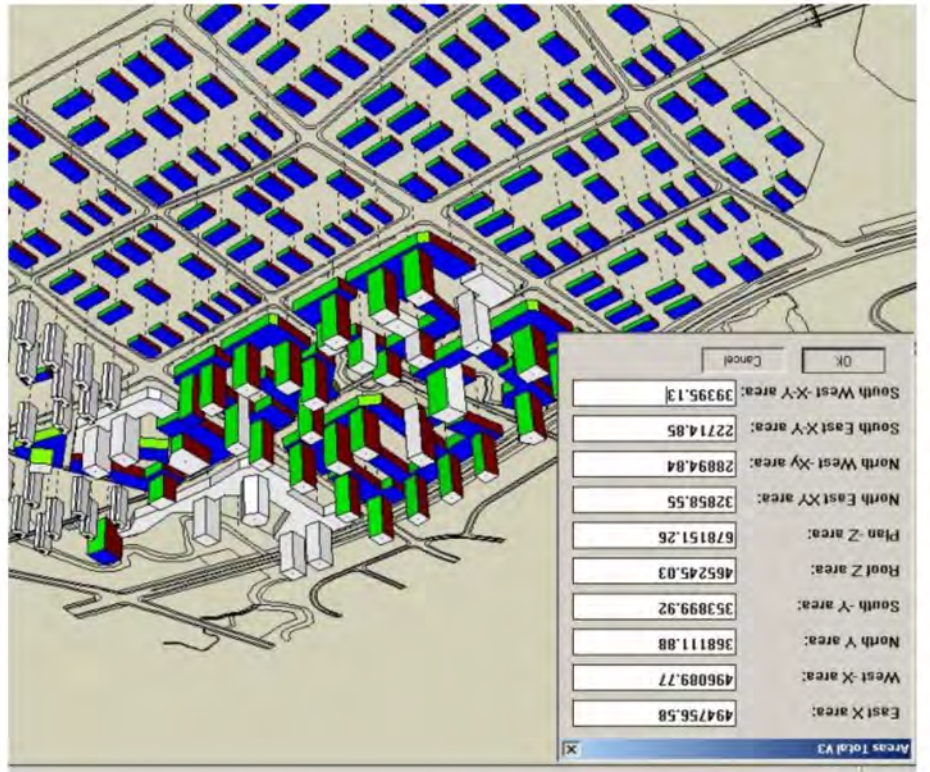 Areas Total V3
East X area: 494756.58
West -X area: 496089.77
North Y area: 368111.88
South -Y area: 353899.92
Roof Z area: 465245.03
Plan -Z area: 678151.26
North East XY area: 32858.55
North West -Xy area: 28894.84
South East X-Y area: 22714.85
South West -X-Y area: 39395.13
OK Cancel